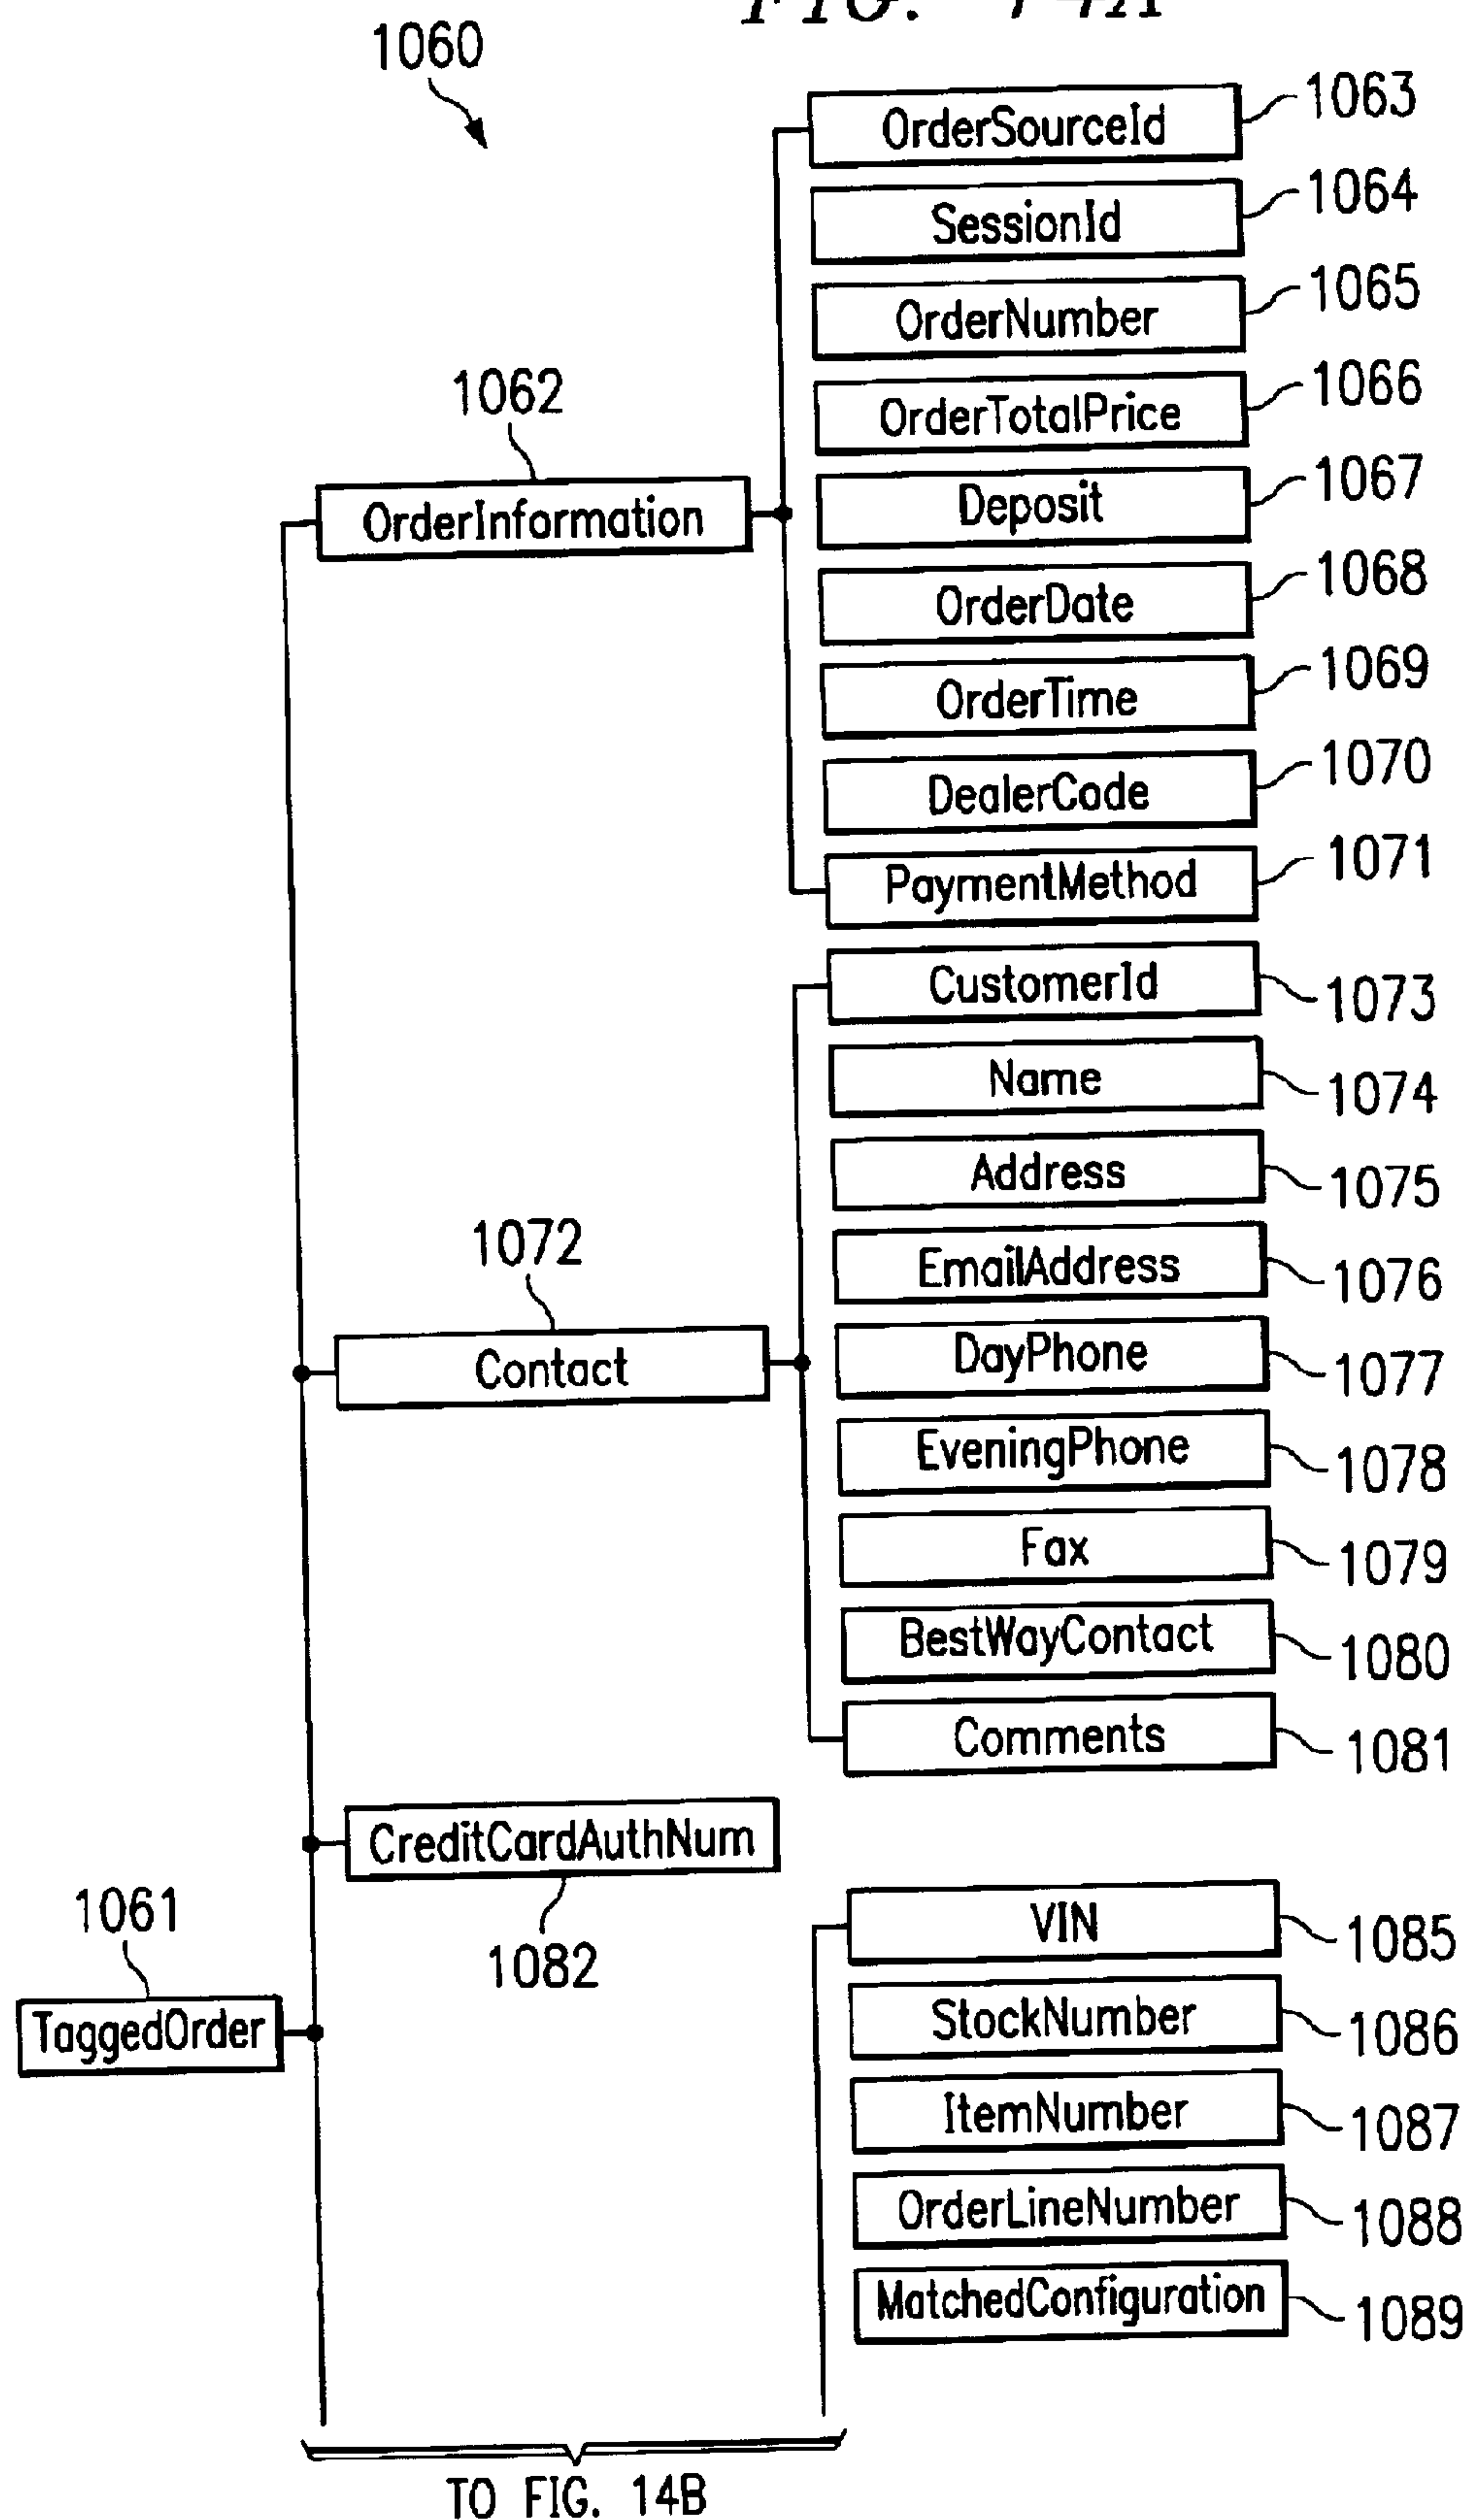 FIG. 14A
1060
OrderSourceId 1063
SessionId 1064
OrderNumber 1065
OrderTotalPrice 1066
1062
Deposit 1067
OrderInformation
OrderDate 1068
OrderTime 1069
DealerCode 1070
PaymentMethod 1071
CustomerId 1073
Name 1074
Address 1075
1072
EmailAddress 1076
Contact
DayPhone 1077
EveningPhone 1078
Fax 1079
BestWayContact 1080
Comments 1081
CreditCardAuthNum
1061
VIN 1085
1082
TaggedOrder
StockNumber 1086
ItemNumber 1087
OrderLineNumber 1088
MatchedConfiguration 1089
TO FIG. 14B